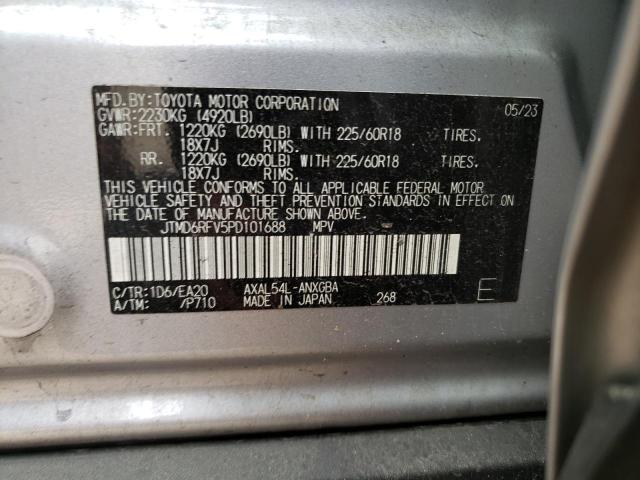 MFD.BY:TOYOTA MOTOR CORPORATION 05/23
GVWR:2230KG (4920LB)
GAWR:FRT. 1220KG (2690LB) WITH 225/60R18 TIRES.
18X7J RIMS.
RR. 1220KG (2690LB) WITH 225/60R18 TIRES.
18X7J RIMS.
THIS VEHICLE CONFORMS TO ALL APPLICABLE FEDERAL MOTOR
VEHICLE SAFETY AND THEFT PREVENTION STANDARDS IN EFFECT ON
THE DATE OF MANUFACTURE SHOWN ABOVE.
JTMD6RFV5PD101688 MPV
C/TR:1D6/EA20 AXAL54L-ANXGBA
A/TM: /P710 MADE IN JAPAN 268 E